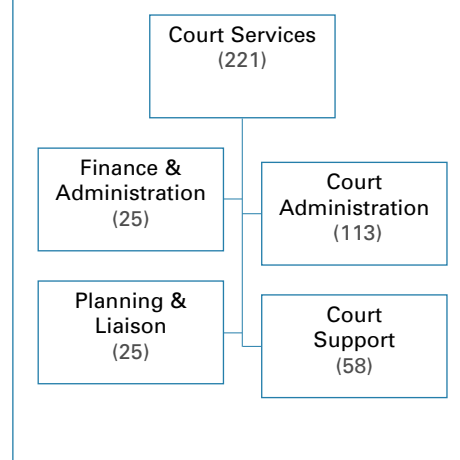 Court Services
(221)
Finance &
Administration
(25)
Court
Administration
(113)
Planning &
Liaison
(25)
Court
Support
(58)